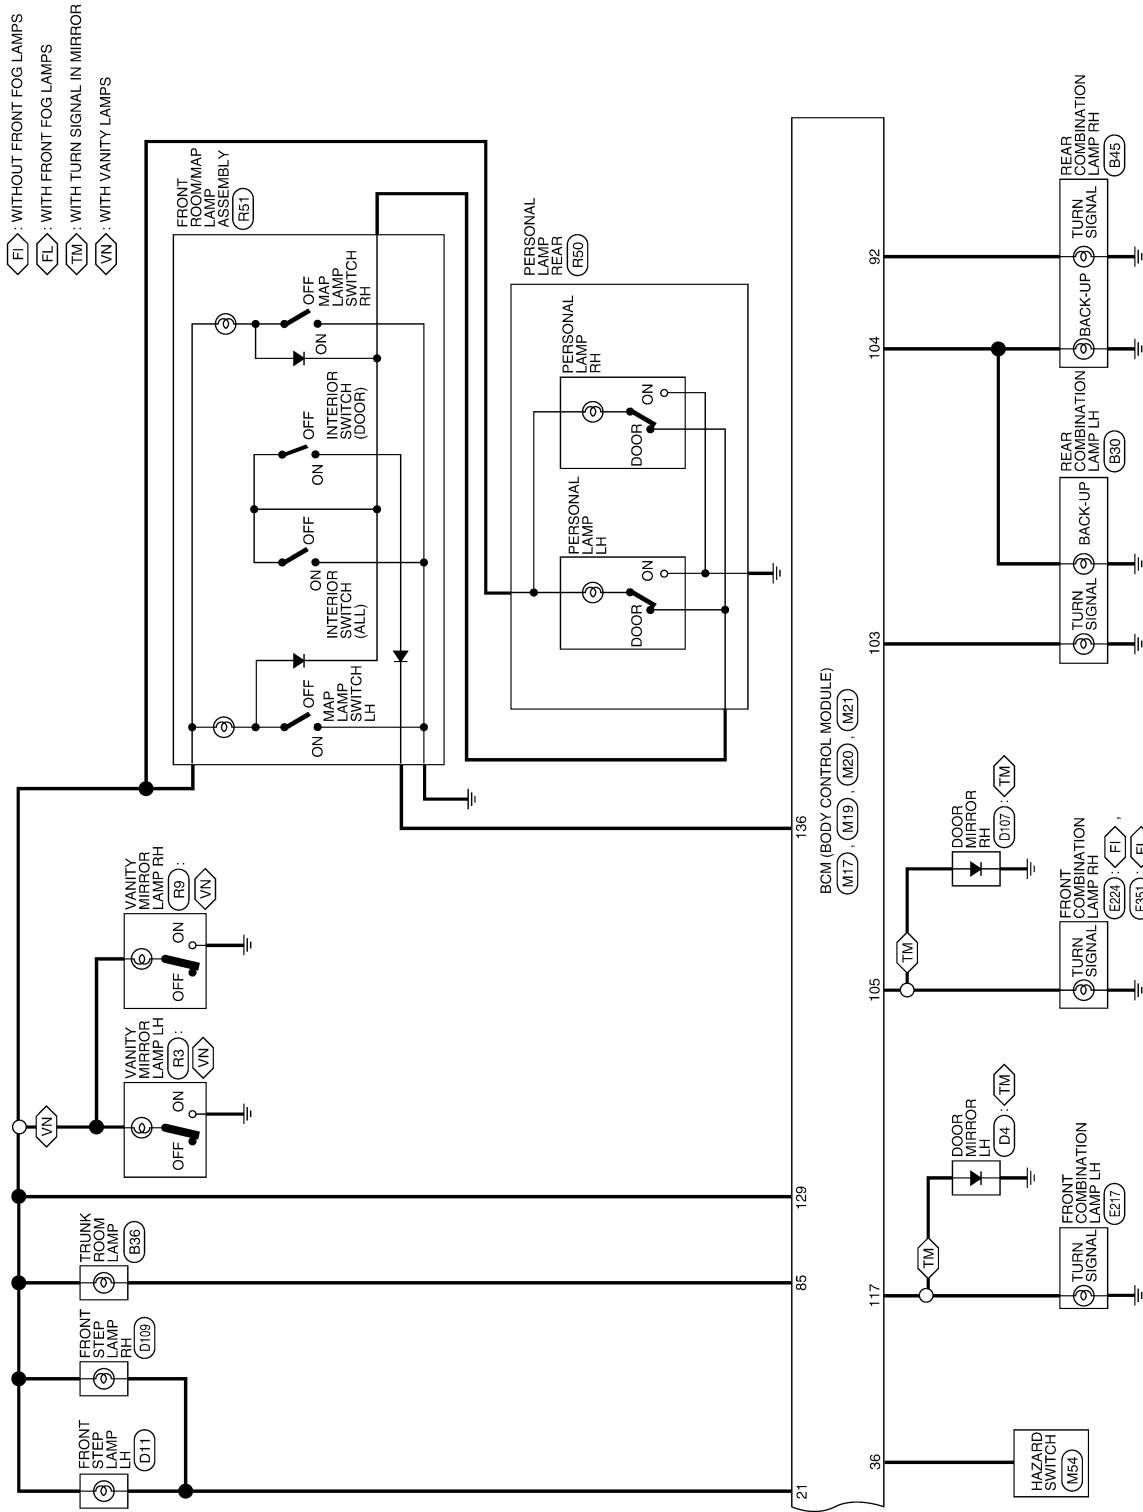 FI : WITHOUT FRONT FOG LAMPS
FL : WITH FRONT FOG LAMPS
TM : WITH TURN SIGNAL IN MIRROR
VN : WITH VANITY LAMPS
FRONT
STEP
LAMP
LH
D11
FRONT
STEP
LAMP
RH
D109
TRUNK
ROOM
LAMP
B36
VN
VANITY
MIRROR
LAMP LH
R3 :
VN
OFF
ON
VANITY
MIRROR
LAMP RH
R9 :
VN
OFF
ON
FRONT
ROOM/MAP
LAMP
ASSEMBLY
R51
ON
OFF
MAP
LAMP
SWITCH
LH
ON
OFF
INTERIOR
SWITCH
(ALL)
ON
OFF
INTERIOR
SWITCH
(DOOR)
ON
OFF
MAP
LAMP
SWITCH
RH
PERSONAL
LAMP
REAR
R50
PERSONAL
LAMP
LH
DOOR
ON
PERSONAL
LAMP
RH
DOOR
ON
21
85
129
136
BCM (BODY CONTROL MODULE)
M17 , M19 , M20 , M21
36
117
105
103
104
92
HAZARD
SWITCH
M54
TM
DOOR
MIRROR
LH
D4 : TM
FRONT
COMBINATION
LAMP LH
E217
TURN
SIGNAL
TM
DOOR
MIRROR
RH
D107 : TM
FRONT
COMBINATION
LAMP RH
E224 : FI ,
E351 : FL
TURN
SIGNAL
REAR
COMBINATION
LAMP LH
B30
TURN
SIGNAL
BACK-UP
REAR
COMBINATION
LAMP RH
B45
BACK-UP
TURN
SIGNAL